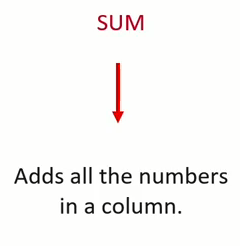 SUM
Adds all the numbers
in a column.